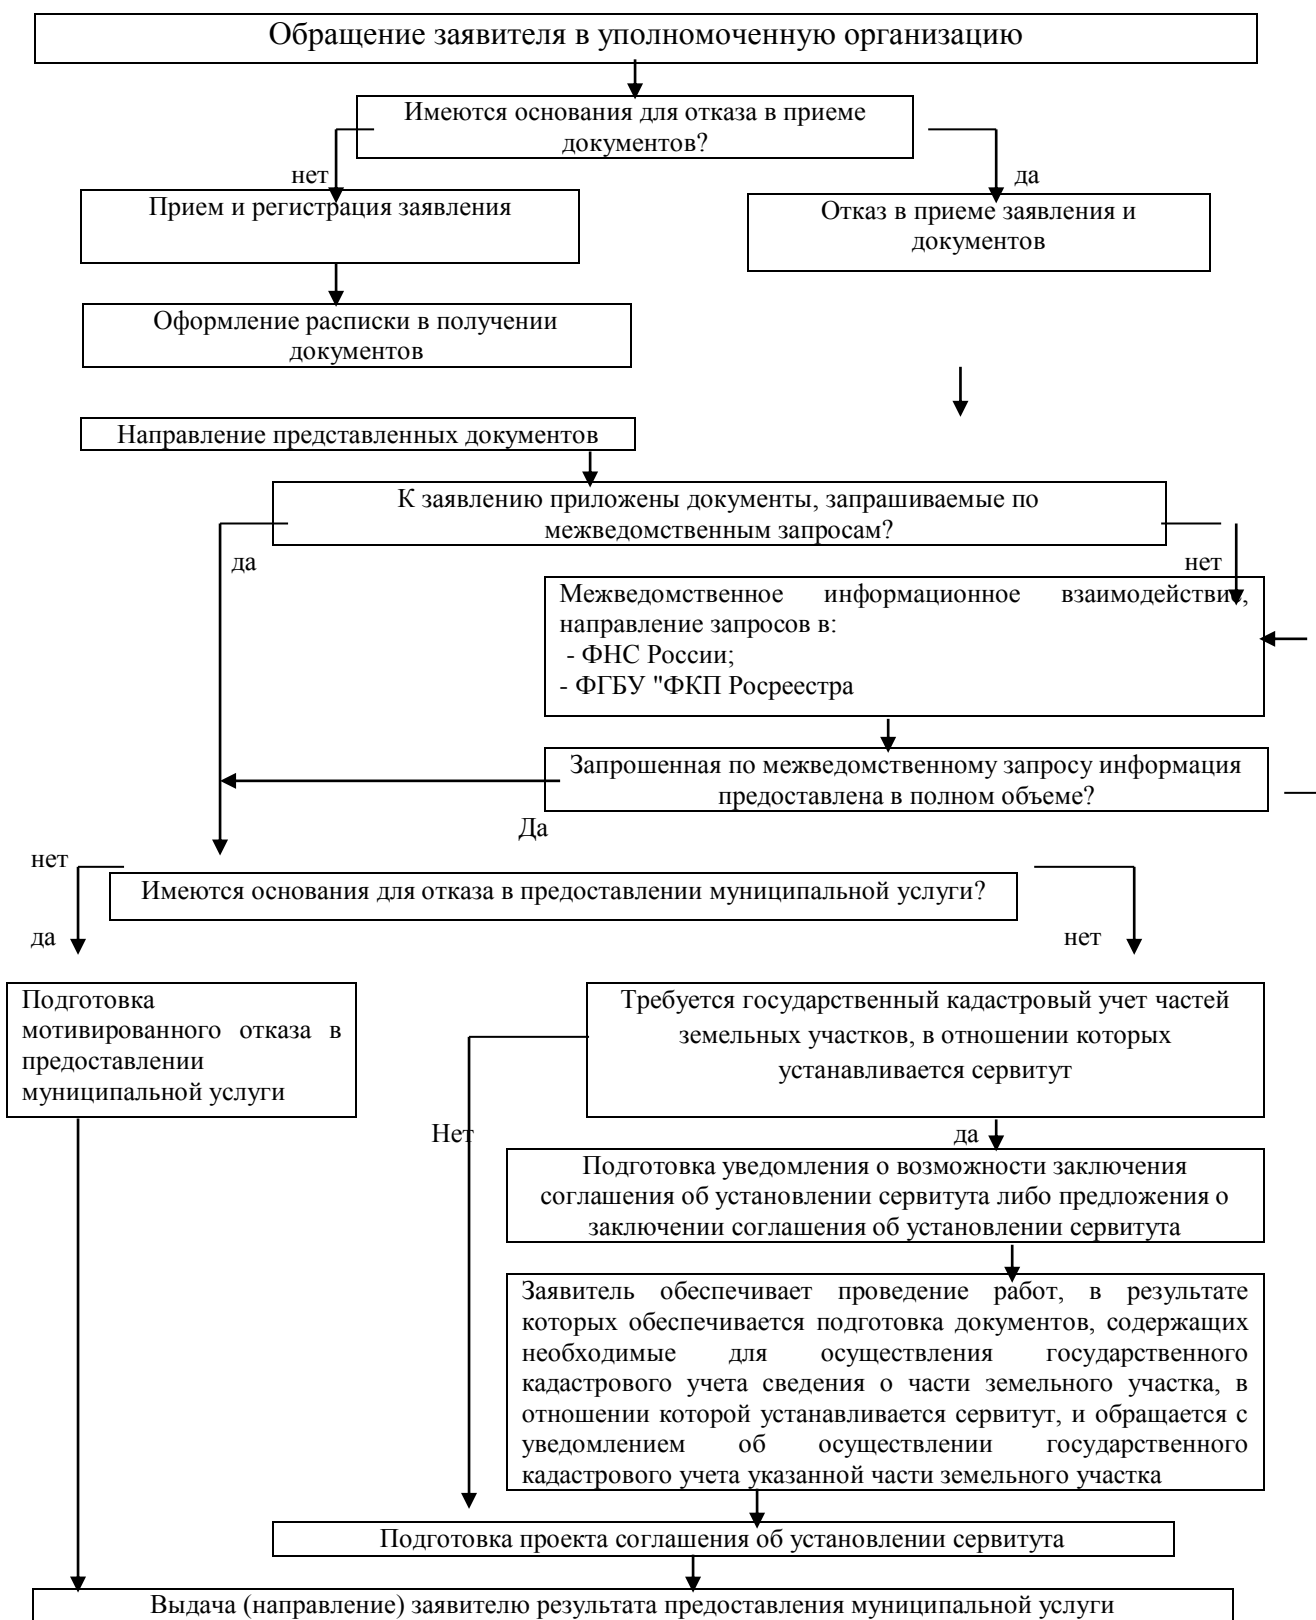 Обращение заявителя в уполномоченную организацию
Имеются основания для отказа в приеме
документов?
нет
да
Прием и регистрация заявления
Отказ в приеме заявления и
документов
Оформление расписки в получении
документов
Направление представленных документов
К заявлению приложены документы, запрашиваемые по
межведомственным запросам?
да
нет
Межведомственное информационное взаимодействие,
направление запросов в:
- ФНС России;
- ФГБУ "ФКП Росреестра
Запрошенная по межведомственному запросу информация
предоставлена в полном объеме?
Да
нет
Имеются основания для отказа в предоставлении муниципальной услуги?
да
нет
Подготовка
мотивированного отказа в
предоставлении
муниципальной услуги
Требуется государственный кадастровый учет частей
земельных участков, в отношении которых
устанавливается сервитут
Нет
да
Подготовка уведомления о возможности заключения
соглашения об установлении сервитута либо предложения о
заключении соглашения об установлении сервитута
Заявитель обеспечивает проведение работ, в результате
которых обеспечивается подготовка документов, содержащих
необходимые для осуществления государственного
кадастрового учета сведения о части земельного участка, в
отношении которой устанавливается сервитут, и обращается с
уведомлением об осуществлении государственного
кадастрового учета указанной части земельного участка
Подготовка проекта соглашения об установлении сервитута
Выдача (направление) заявителю результата предоставления муниципальной услуги